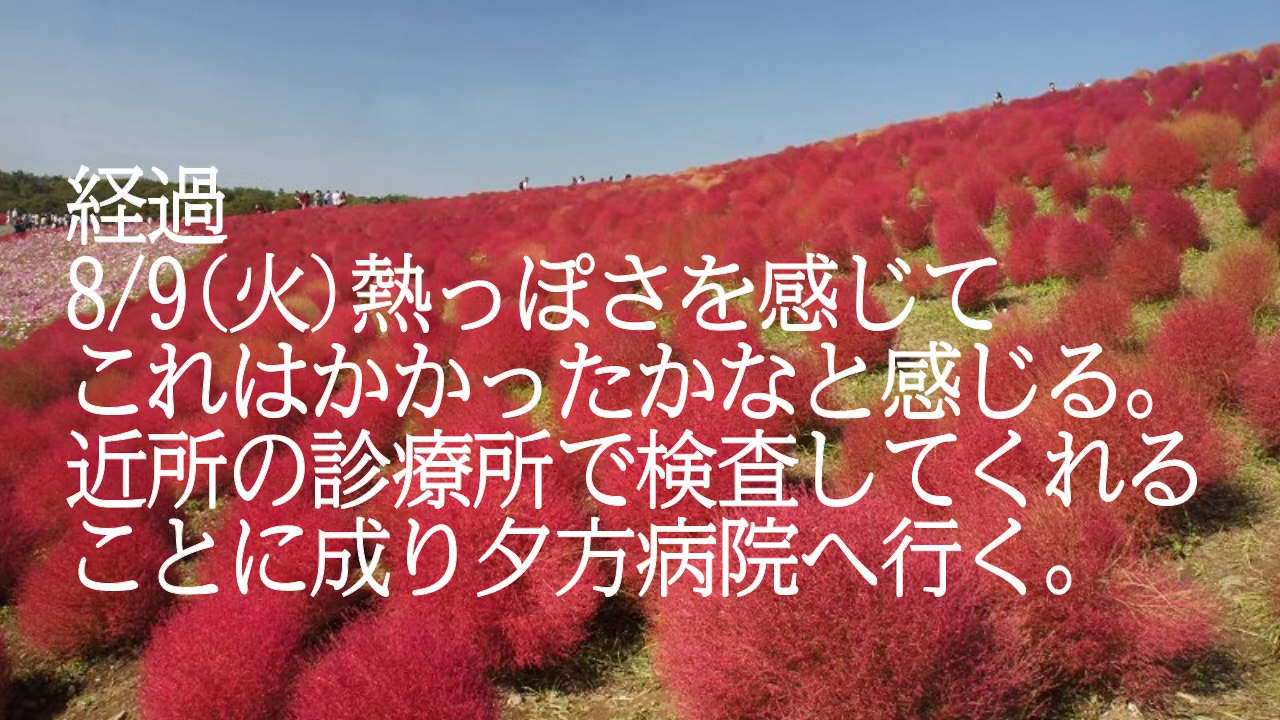 経過
8/9(火)熱っぽさを感じて
これはかかったかなと感じる。
近所の診療所で検査してくれる
ことに成り夕方病院へ行く。